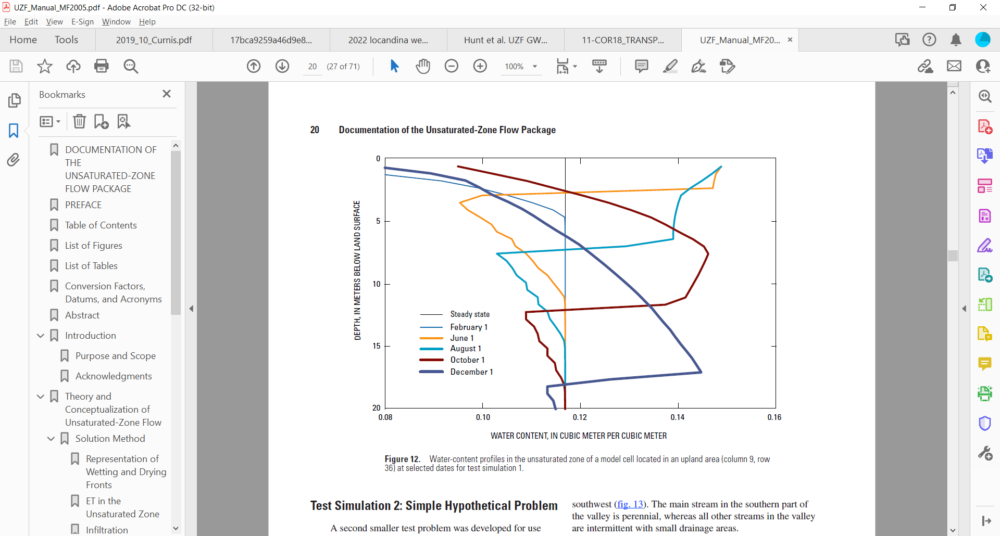 UZF_Manual_MF2005.pdf - Adobe Acrobat Pro DC (32-bit)
File Edit View E-Sign Window Help
Home Tools 2019_10_Curnis.pdf 17bca9259a46d9e8... 2022 locandina we... Hunt et al. UZF GW... 11-COR18_TRANSP... UZF_Manual_MF20... ×
20 (27 of 71) 100%
Bookmarks
DOCUMENTATION OF
THE
UNSATURATED-ZONE
FLOW PACKAGE
PREFACE
Table of Contents
List of Figures
List of Tables
Conversion Factors,
Datums, and Acronyms
Abstract
Introduction
Purpose and Scope
Acknowledgments
Theory and
Conceptualization of
Unsaturated-Zone Flow
Solution Method
Representation of
Wetting and Drying
Fronts
ET in the
Unsaturated Zone
Infiltration
20 Documentation of the Unsaturated-Zone Flow Package
0
5
10
15
20
DEPTH, IN METERS BELOW LAND SURFACE
Steady state
February 1
June 1
August 1
October 1
December 1
0.08 0.10 0.12 0.14 0.16
WATER CONTENT, IN CUBIC METER PER CUBIC METER
Figure 12. Water-content profiles in the unsaturated zone of a model cell located in an upland area (column 9, row
36) at selected dates for test simulation 1.
Test Simulation 2: Simple Hypothetical Problem
A second smaller test problem was developed for use
southwest (fig. 13). The main stream in the southern part of
the valley is perennial, whereas all other streams in the valley
are intermittent with small drainage areas.